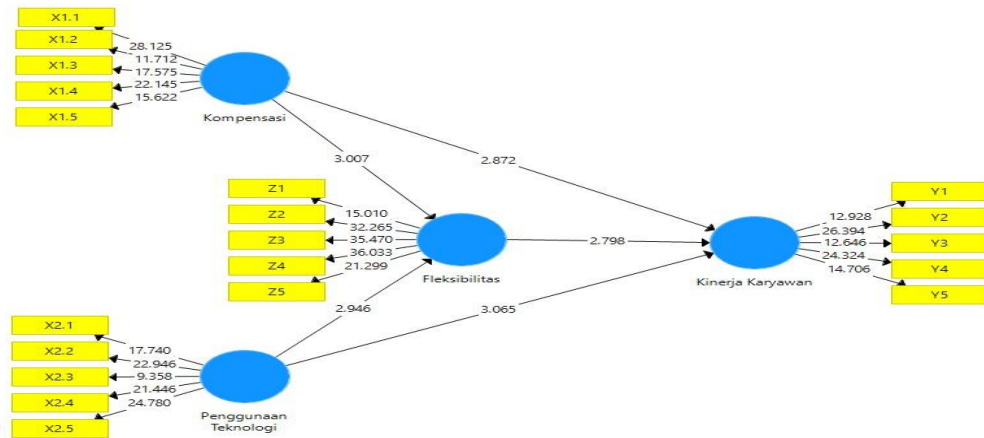 X1.1
X1.2
X1.3
X1.4
X1.5
28.125
11.712
17.575
22.145
15.622
Kompensasi
3.007
2.872
Z1
Z2
Z3
Z4
Z5
15.010
32.265
35.470
36.033
21.299
Fleksibilitas
2.798
2.946
3.065
Kinerja Karyawan
12.928
26.394
12.646
24.324
14.706
Y1
Y2
Y3
Y4
Y5
X2.1
X2.2
X2.3
X2.4
X2.5
17.740
22.946
9.358
21.446
24.780
Penggunaan
Teknologi